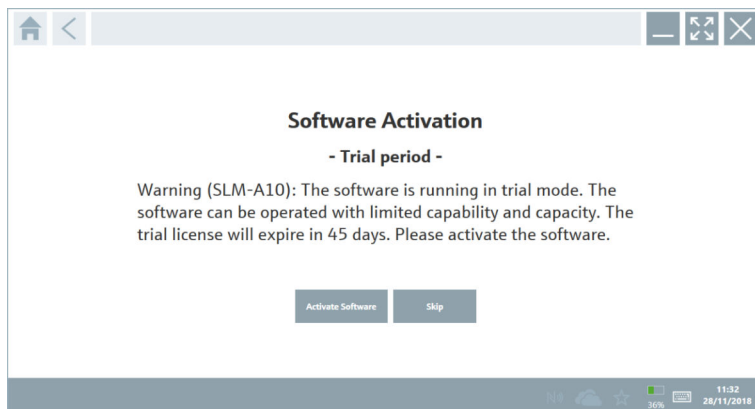 Software Activation
- Trial period -
Warning (SLM-A10): The software is running in trial mode. The
software can be operated with limited capability and capacity. The
trial license will expire in 45 days. Please activate the software.
Activate Software Skip
36%
11:32
28/11/2018